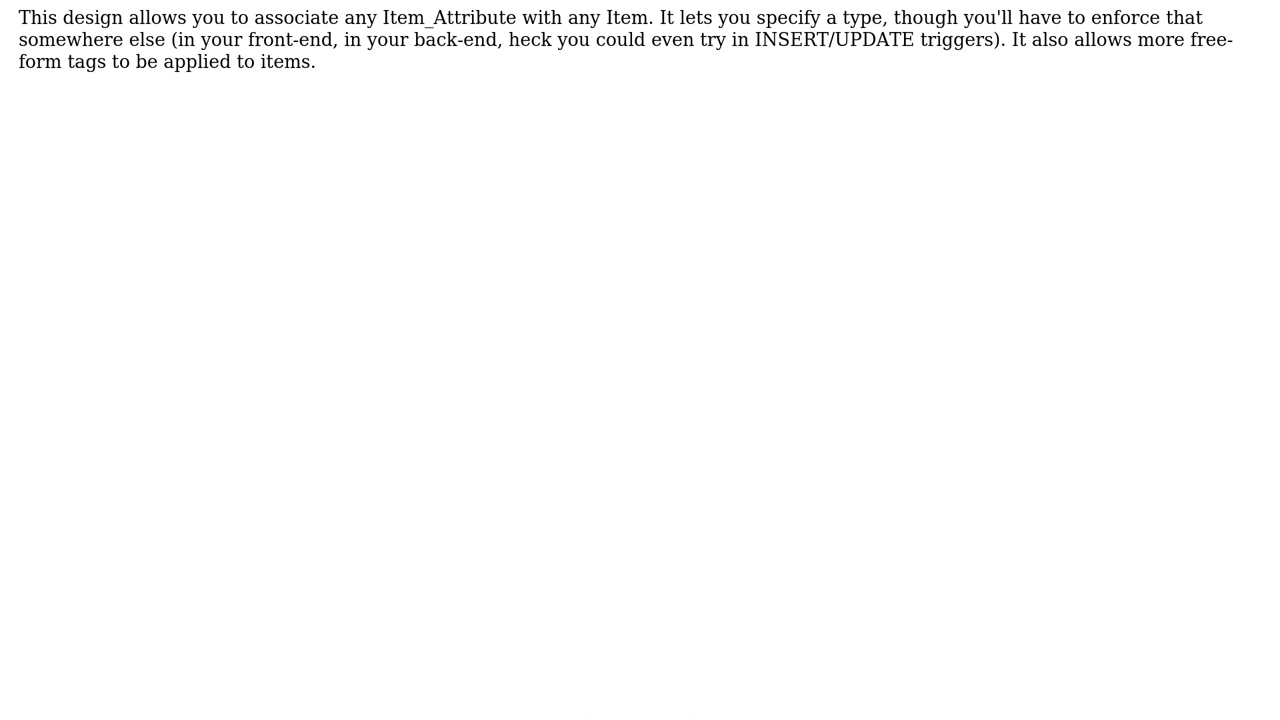 This design allows you to associate any Item_Attribute with any Item. It lets you specify a type, though you'll have to enforce that
somewhere else (in your front-end, in your back-end, heck you could even try in INSERT/UPDATE triggers). It also allows more free-
form tags to be applied to items.